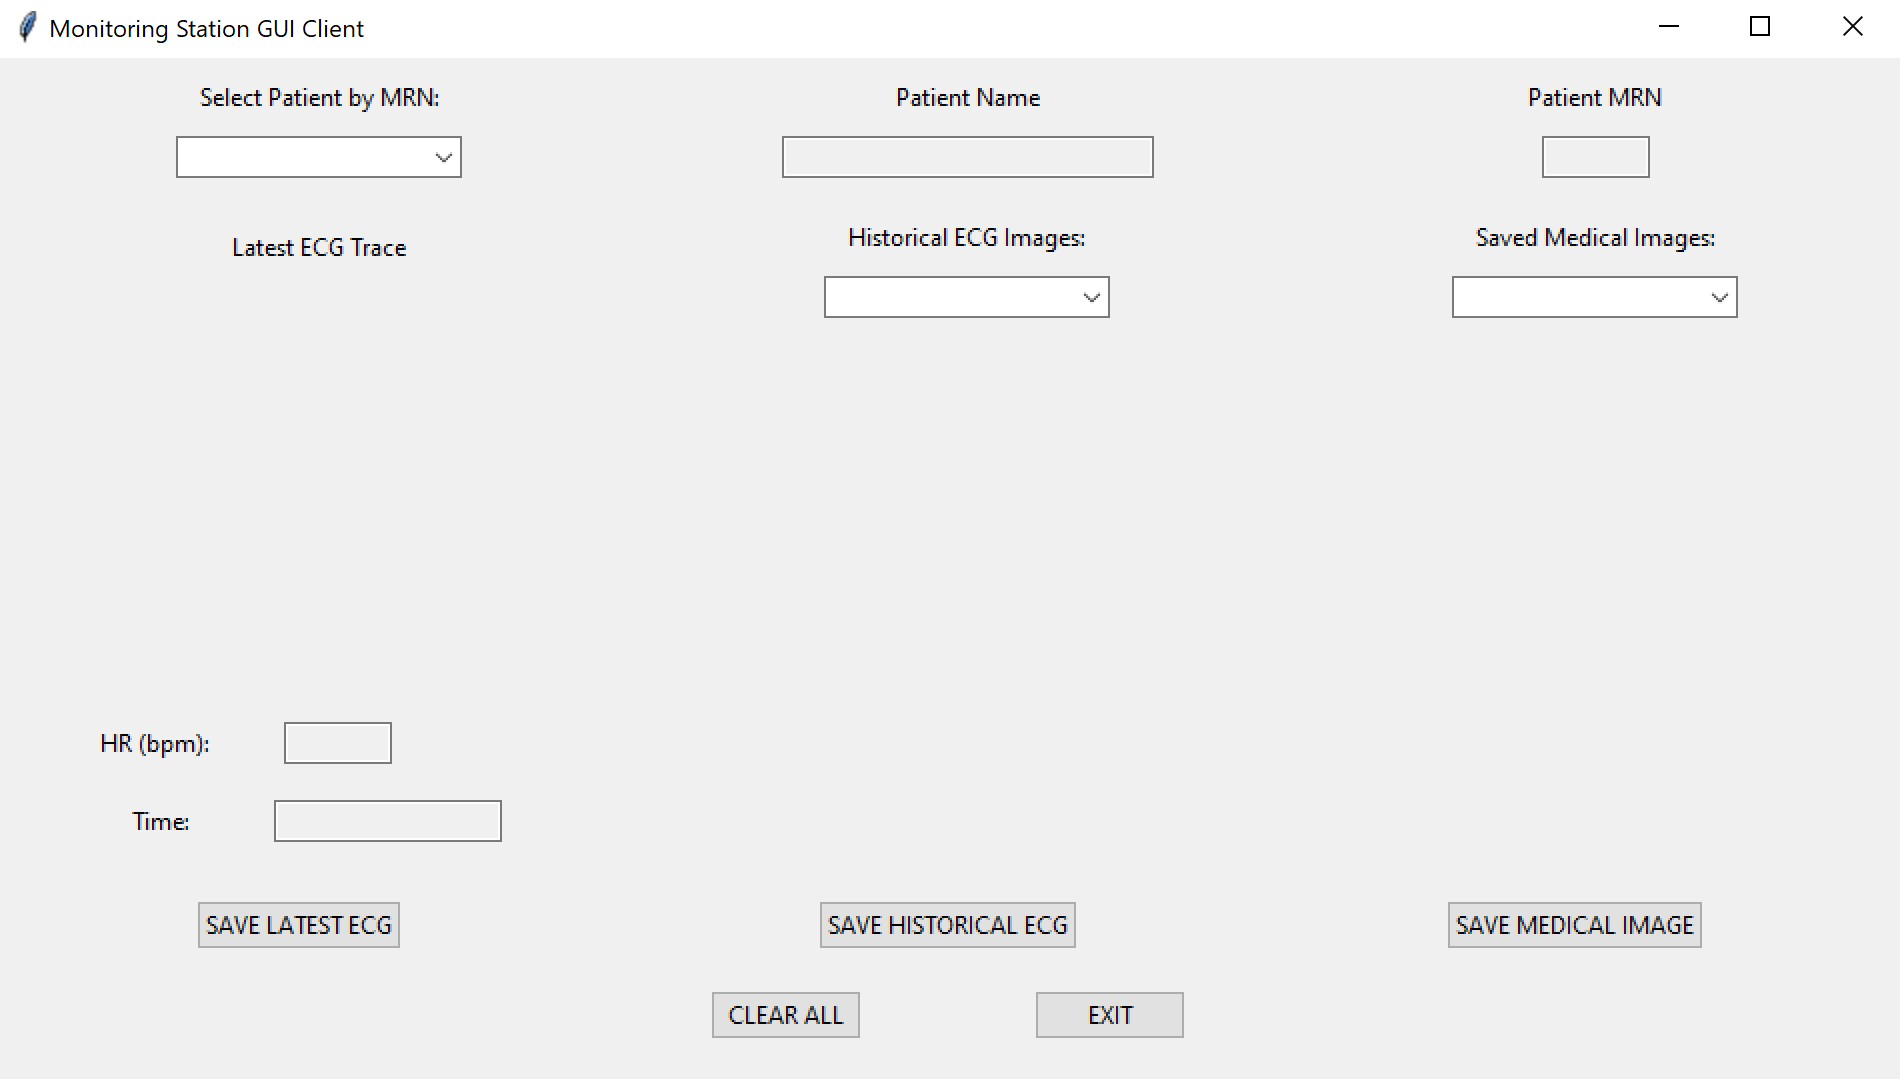 Monitoring Station GUI Client
Select Patient by MRN:
Patient Name
Patient MRN
Latest ECG Trace
Historical ECG Images:
Saved Medical Images:
HR (bpm):
Time:
SAVE LATEST ECG
SAVE HISTORICAL ECG
SAVE MEDICAL IMAGE
CLEAR ALL
EXIT